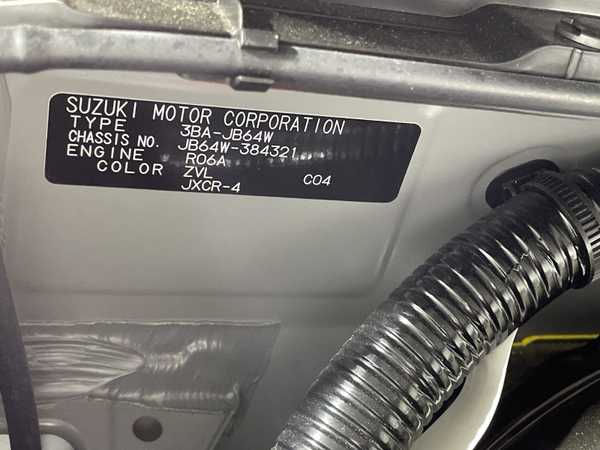 SUZUKI MOTOR CORPORATION
TYPE 3BA-JB64W
CHASSIS NO. JB64W-384321
ENGINE R06A
COLOR ZVL C04
JXCR-4